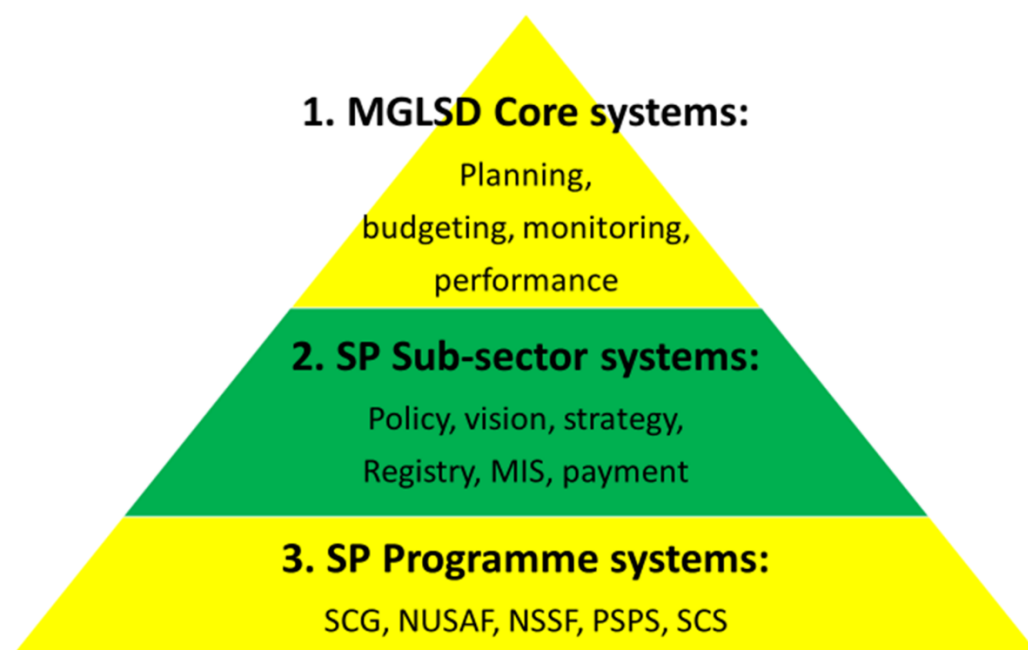 1. MGLSD Core systems:
Planning,
budgeting, monitoring,
performance
2. SP Sub-sector systems:
Policy, vision, strategy,
Registry, MIS, payment
3. SP Programme systems:
SCG, NUSAF, NSSF, PSPS, SCS